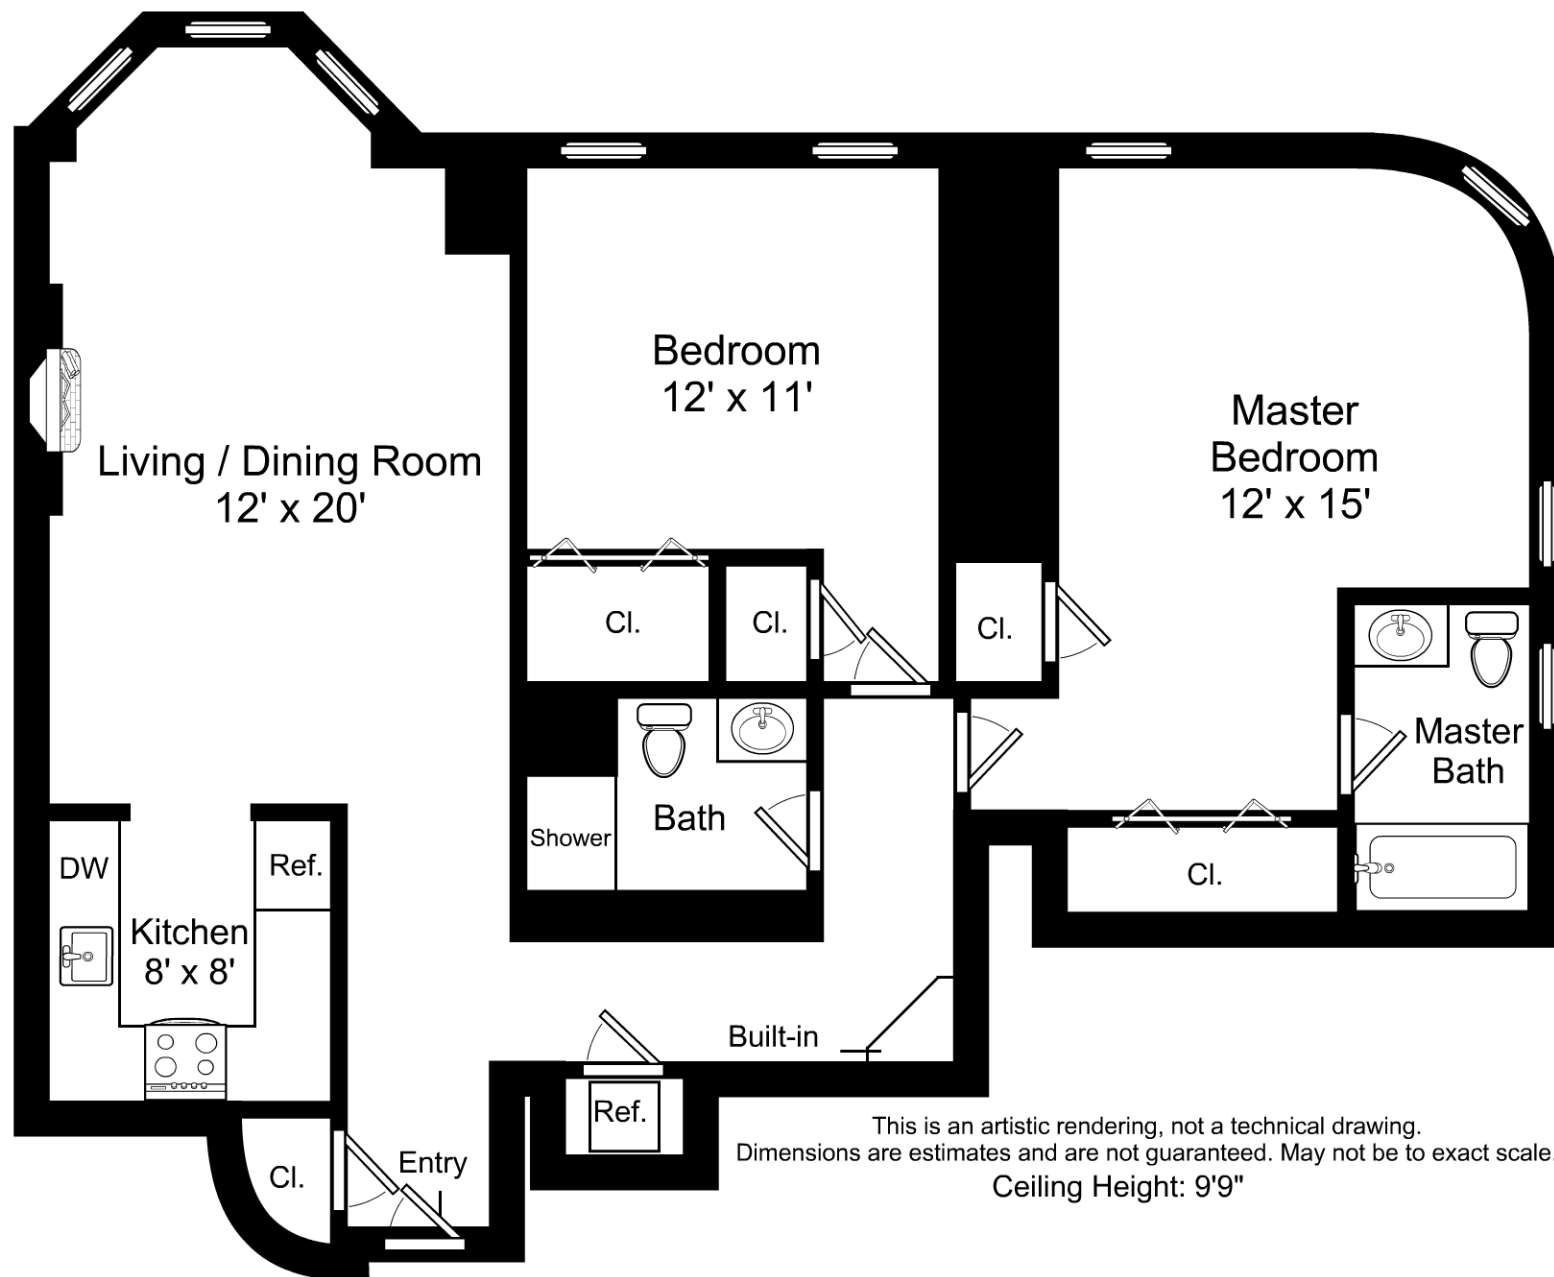 Living / Dining Room
12' x 20'
Bedroom
12' x 11'
Master
Bedroom
12' x 15'
Cl.
Cl.
Cl.
Master
Bath
Bath
Shower
Cl.
DW
Ref.
Kitchen
8' x 8'
Built-in
Ref.
Entry
Cl.
This is an artistic rendering, not a technical drawing.
Dimensions are estimates and are not guaranteed. May not be to exact scale.
Ceiling Height: 9'9"